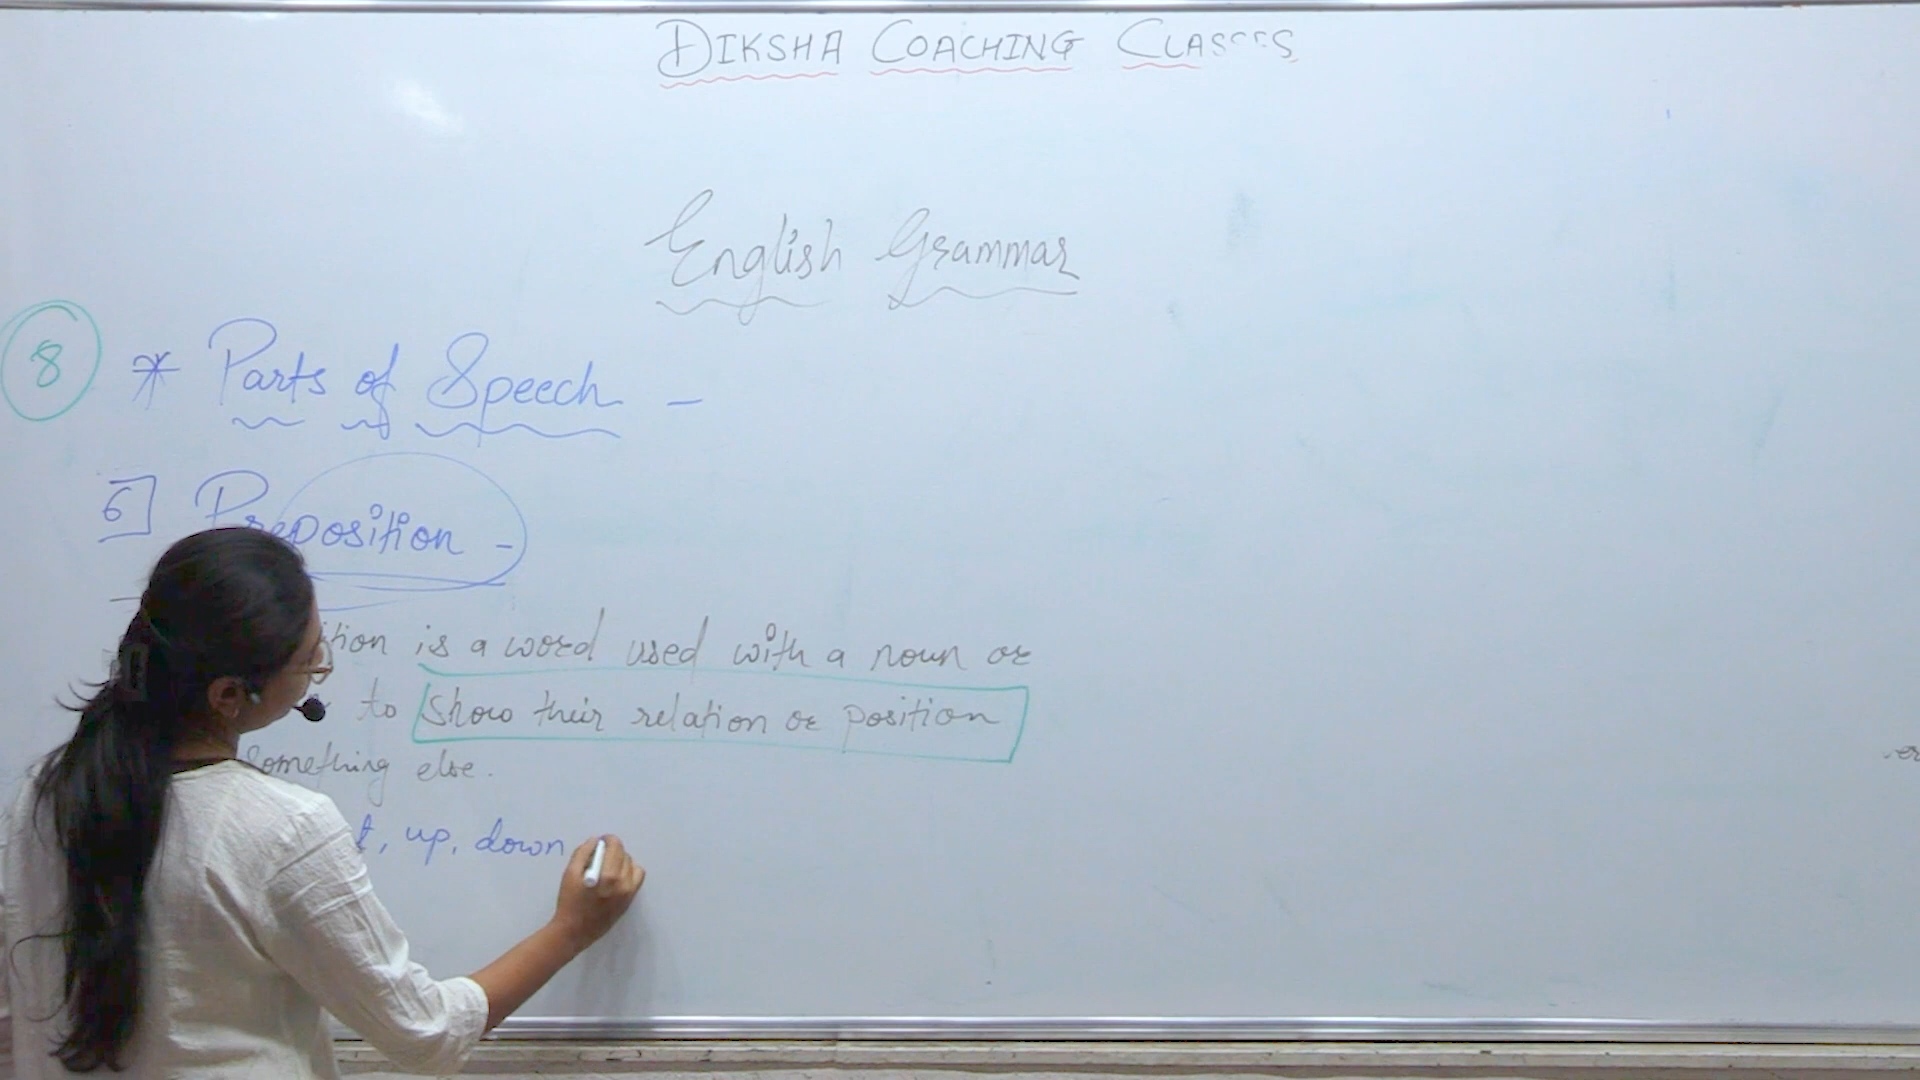 DIKSHA COACHING CLASSES
English Grammar
8 * Parts of Speech -
6] Preposition -
is a word used with a noun or
to show their relation or position
something else.
, up, down